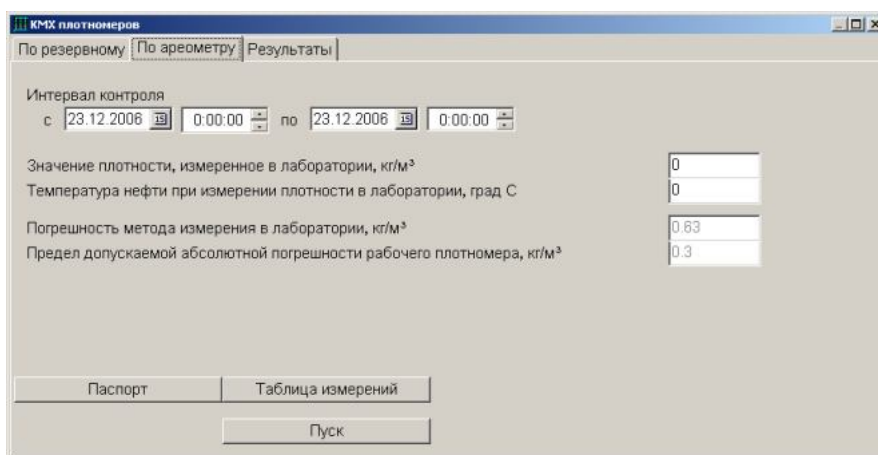 КМХ плотномеров
По резервному По ареометру Результаты
Интервал контроля
с 23.12.2006 15 0:00:00 по 23.12.2006 15 0:00:00
Значение плотности, измеренное в лаборатории, кг/м³ 0
Температура нефти при измерении плотности в лаборатории, град С 0
Погрешность метода измерения в лаборатории, кг/м³ 0.63
Предел допускаемой абсолютной погрешности рабочего плотномера, кг/м³ 0.3
Паспорт Таблица измерений
Пуск